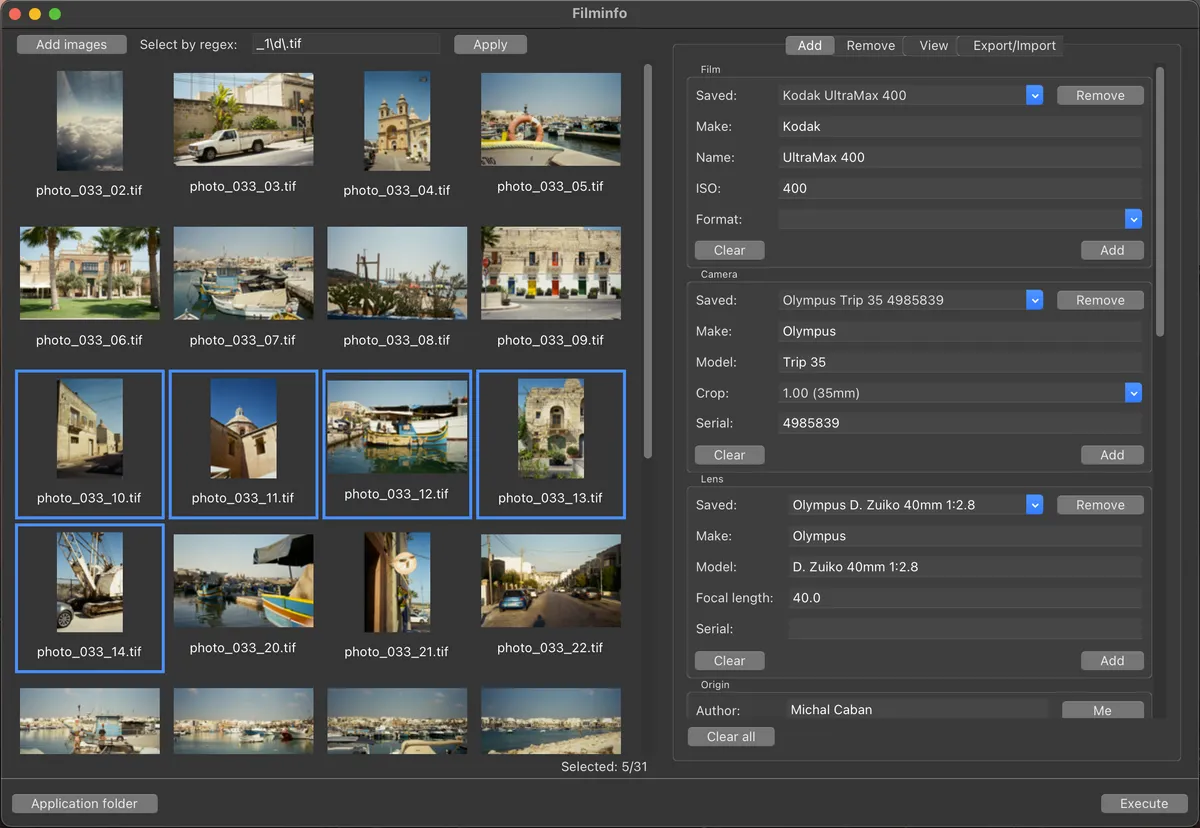 Filminfo
Add images Select by regex: _1\d\.tif Apply
photo_033_02.tif photo_033_03.tif photo_033_04.tif photo_033_05.tif
photo_033_06.tif photo_033_07.tif photo_033_08.tif photo_033_09.tif
photo_033_10.tif photo_033_11.tif photo_033_12.tif photo_033_13.tif
photo_033_14.tif photo_033_20.tif photo_033_21.tif photo_033_22.tif
Selected: 5/31
Add Remove View Export/Import
Film
Saved: Kodak UltraMax 400 Remove
Make: Kodak
Name: UltraMax 400
ISO: 400
Format:
Clear Add
Camera
Saved: Olympus Trip 35 4985839 Remove
Make: Olympus
Model: Trip 35
Crop: 1.00 (35mm)
Serial: 4985839
Clear Add
Lens
Saved: Olympus D. Zuiko 40mm 1:2.8 Remove
Make: Olympus
Model: D. Zuiko 40mm 1:2.8
Focal length: 40.0
Serial:
Clear Add
Origin
Author: Michal Caban Me
Clear all
Application folder Execute